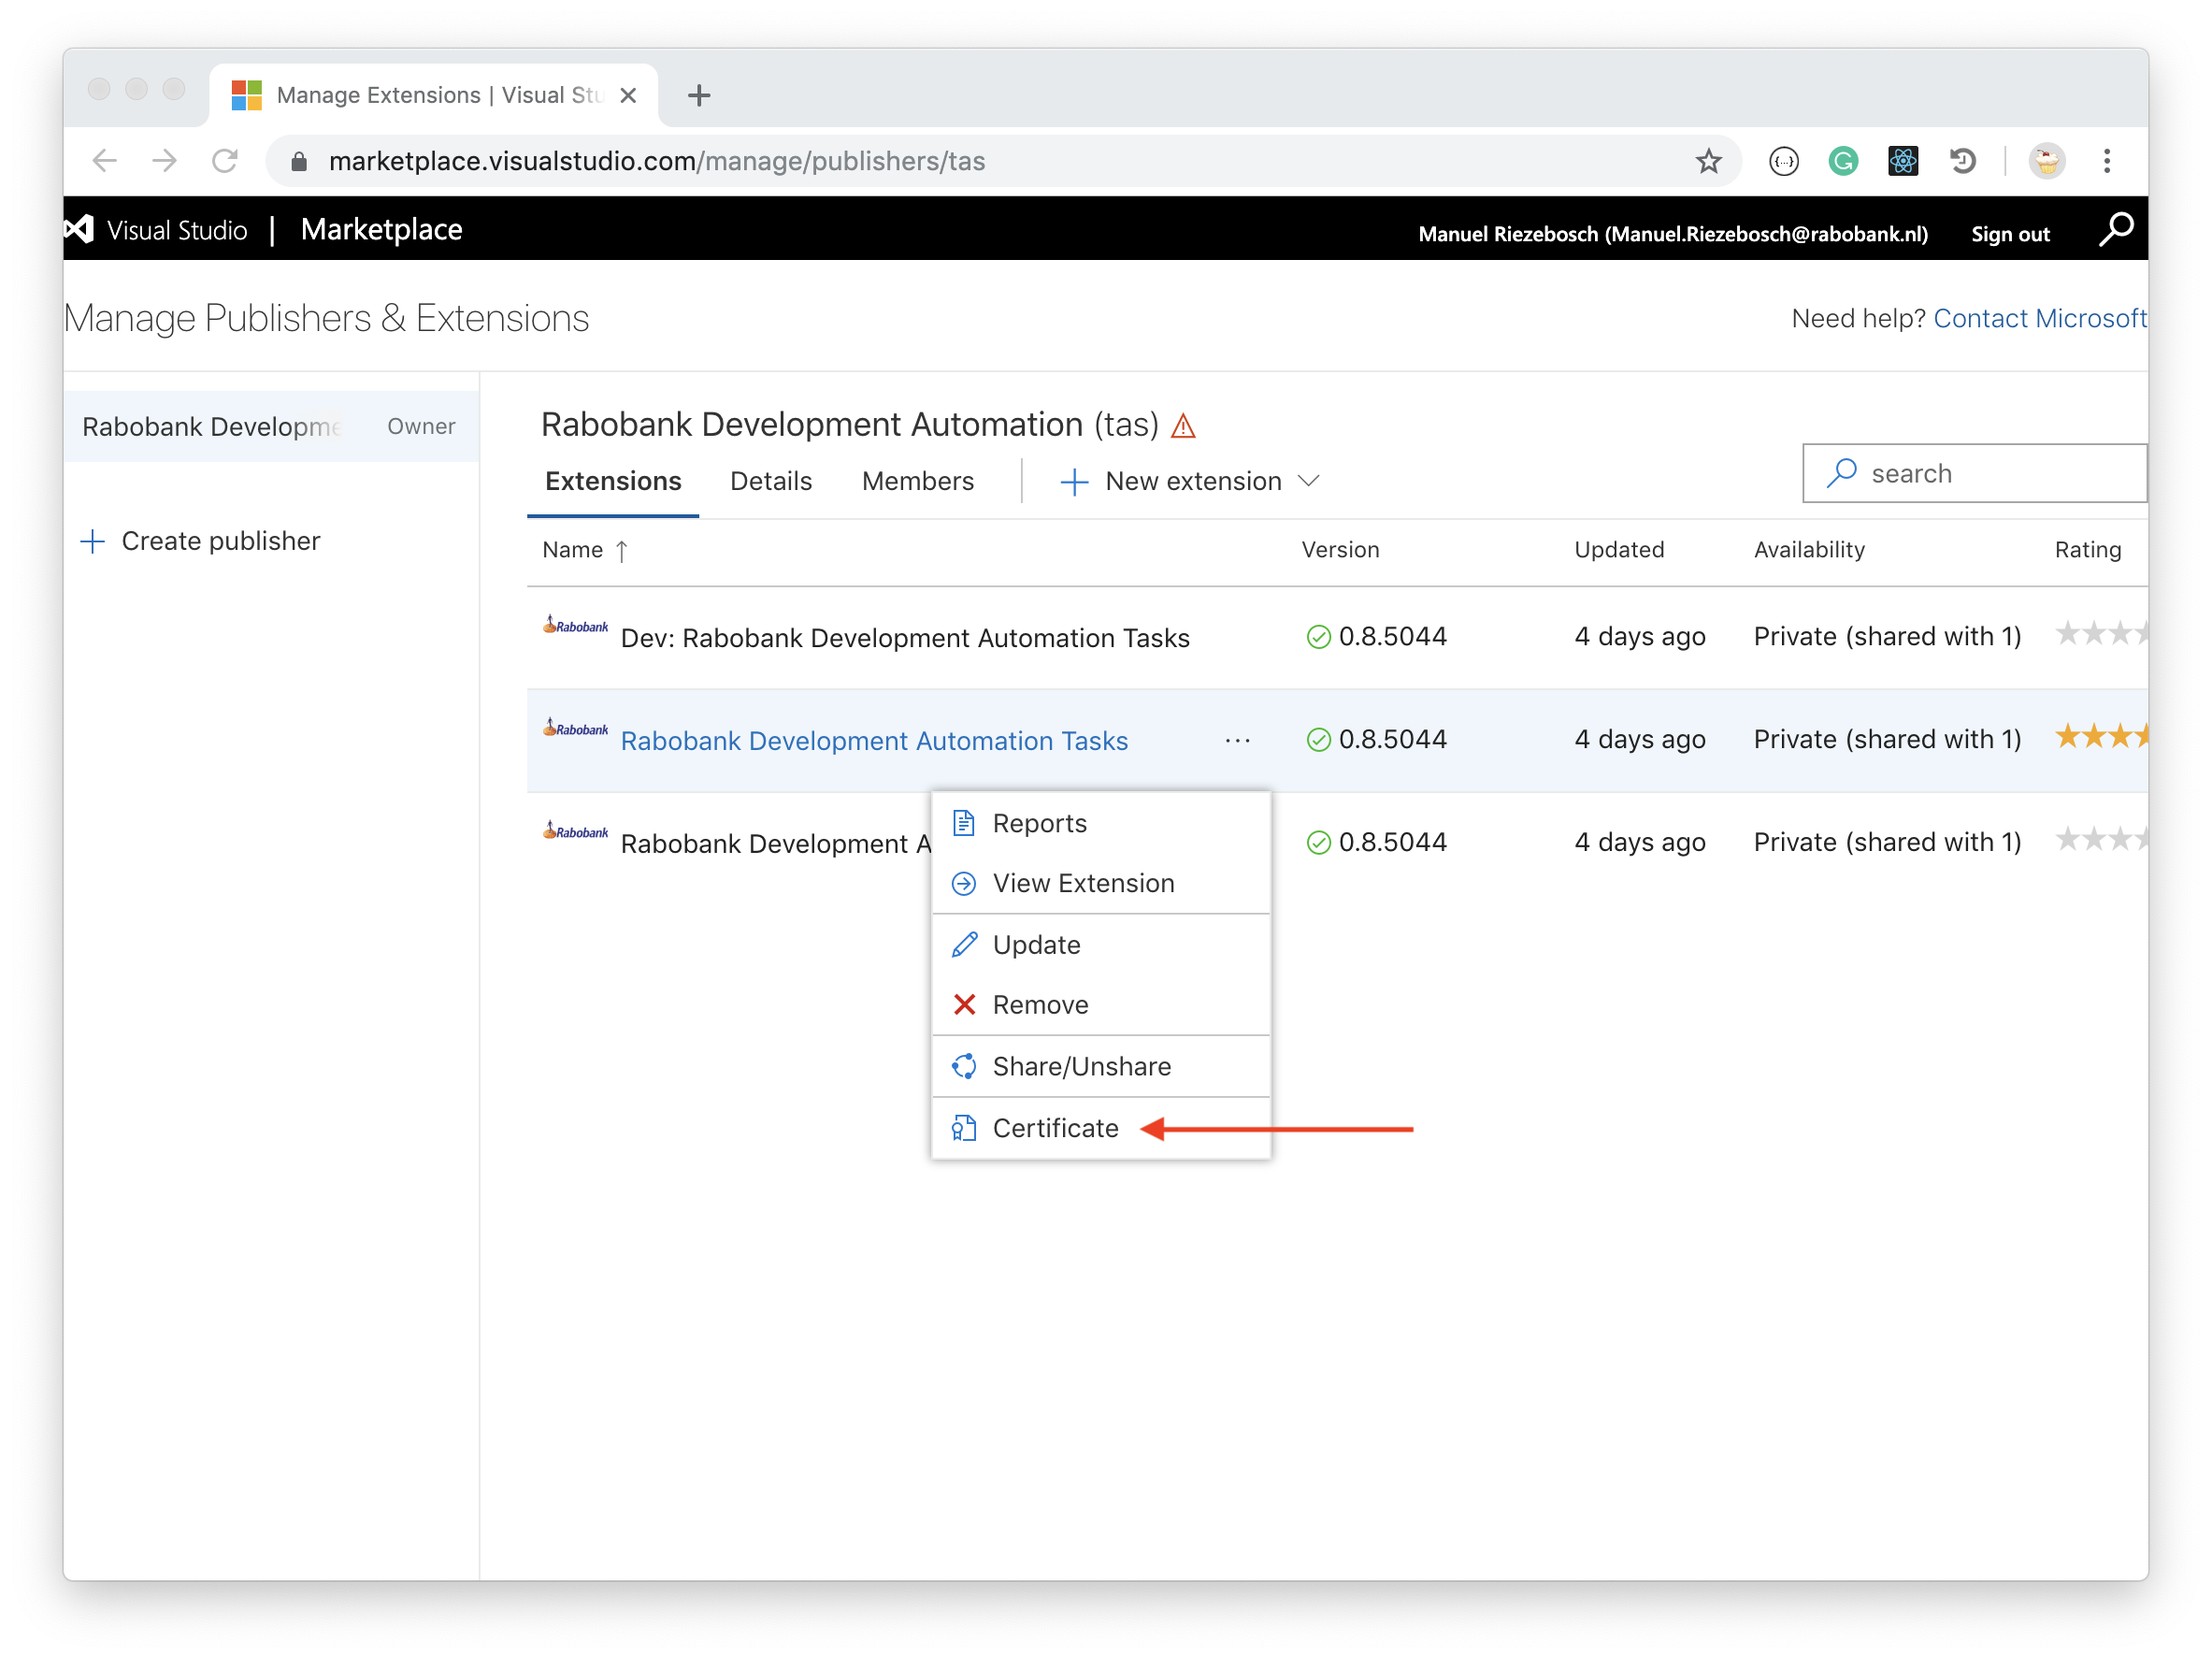 Manage Extensions | Visual Stu
marketplace.visualstudio.com/manage/publishers/tas
Visual Studio | Marketplace
Manuel Riezebosch (Manuel.Riezebosch@rabobank.nl) Sign out
Manage Publishers & Extensions
Need help? Contact Microsoft
Rabobank Developme Owner
Create publisher
Rabobank Development Automation (tas)
Extensions Details Members New extension
search
Name ↑ Version Updated Availability Rating
Rabobank Dev: Rabobank Development Automation Tasks 0.8.5044 4 days ago Private (shared with 1)
Rabobank Rabobank Development Automation Tasks ... 0.8.5044 4 days ago Private (shared with 1)
Rabobank Rabobank Development A 0.8.5044 4 days ago Private (shared with 1)
Reports
View Extension
Update
Remove
Share/Unshare
Certificate